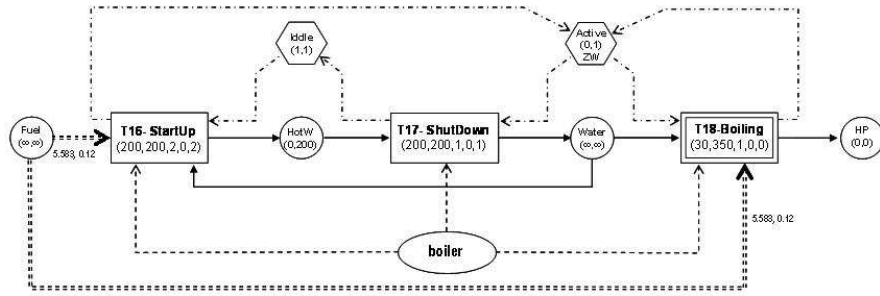 Iddle
(1,1)
Active
(0,1)
ZW
Fuel
(∞,∞)
T16- StartUp
(200,200,2,0,2)
HotW
(0,200)
T17- ShutDown
(200,200,1,0,1)
Water
(∞,∞)
T18-Boiling
(30,350,1,0,0)
HP
(0,0)
5.583, 0.12
5.583, 0.12
boiler